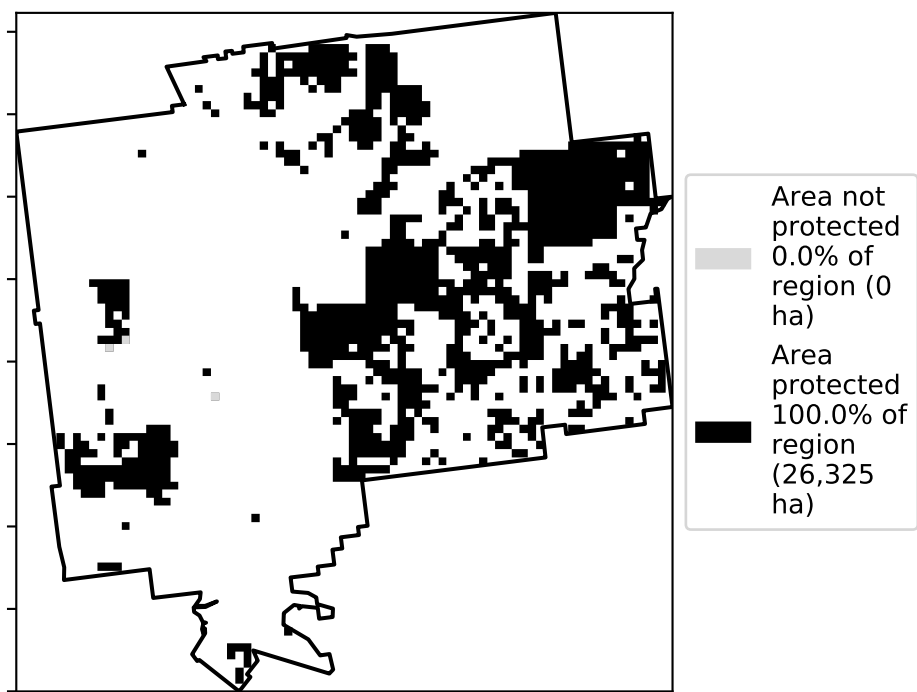 Area not
protected
0.0% of
region (0
ha)
Area
protected
100.0% of
region
(26,325
ha)